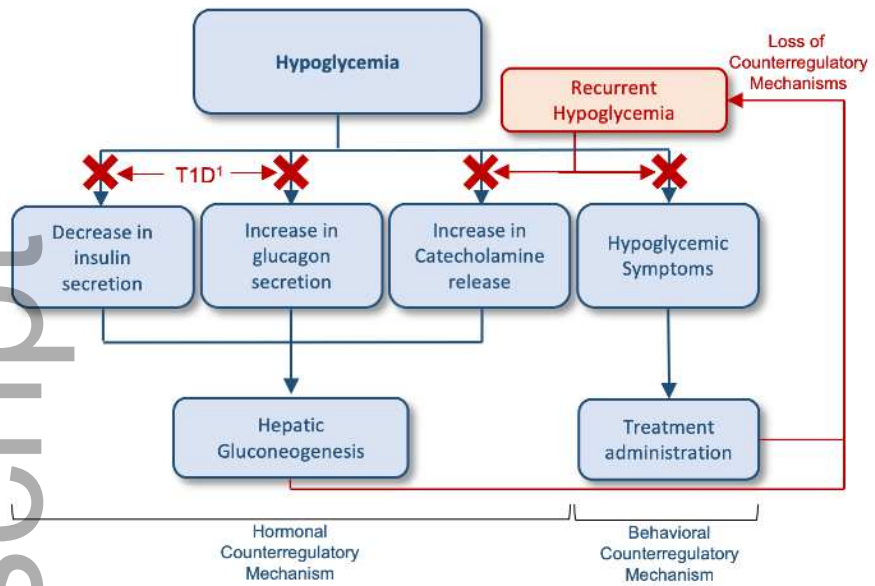 Hypoglycemia
Loss of
Counterregulatory
Mechanisms
Recurrent
Hypoglycemia
T1D¹
Decrease in
insulin
secretion
Increase in
glucagon
secretion
Increase in
Catecholamine
release
Hypoglycemic
Symptoms
Hepatic
Gluconeogenesis
Treatment
administration
Hormonal
Counterregulatory
Mechanism
Behavioral
Counterregulatory
Mechanism